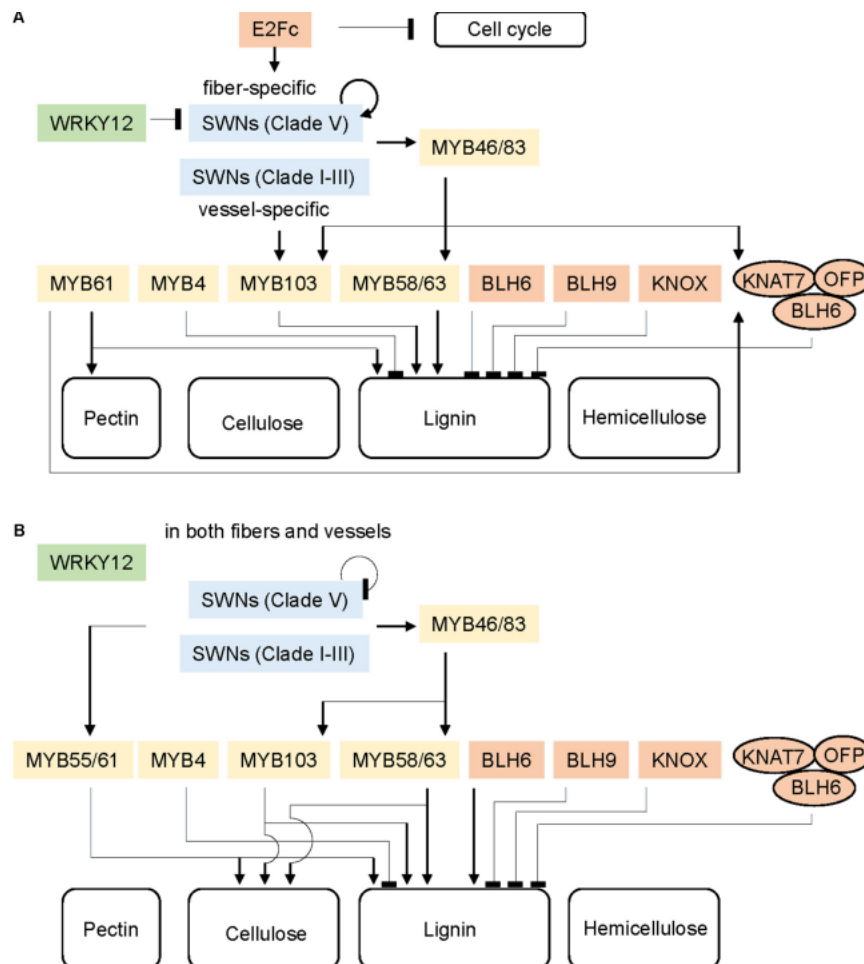 A
E2Fc
Cell cycle
fiber-specific
WRKY12
SWNs (Clade V)
MYB46/83
SWNs (Clade I-III)
vessel-specific
MYB61 MYB4 MYB103 MYB58/63 BLH6 BLH9 KNOX KNAT7 OFP
BLH6
Pectin Cellulose Lignin Hemicellulose
B
in both fibers and vessels
WRKY12
SWNs (Clade V)
MYB46/83
SWNs (Clade I-III)
MYB55/61 MYB4 MYB103 MYB58/63 BLH6 BLH9 KNOX KNAT7 OFP
BLH6
Pectin Cellulose Lignin Hemicellulose